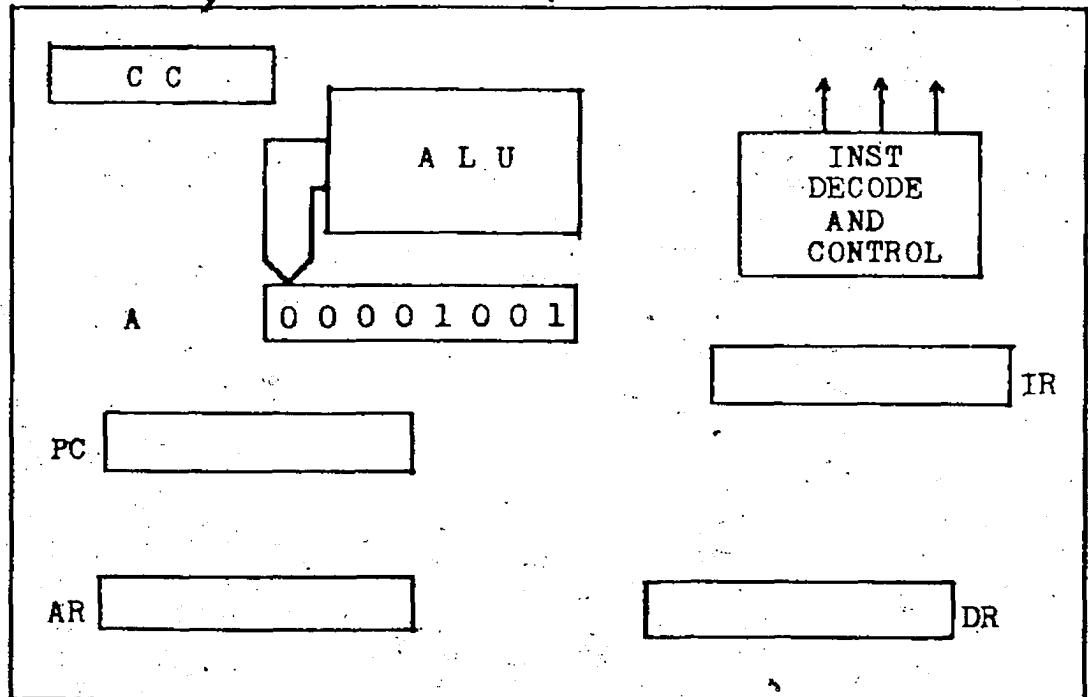 C C
A L U
INST
DECODE
AND
CONTROL
A
0 0 0 0 1 0 0 1
IR
PC
AR
DR